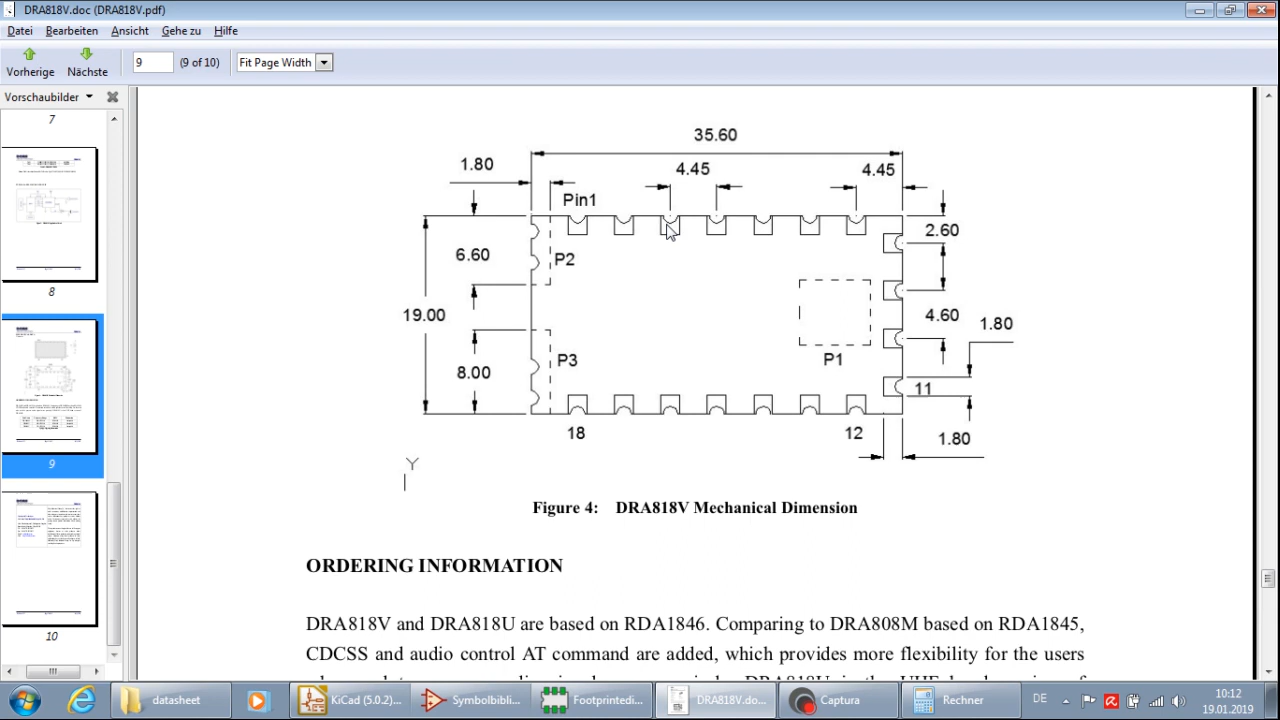 DRA818V.doc (DRA818V.pdf)
Datei Bearbeiten Ansicht Gehe zu Hilfe
Vorherige Nächste 9 (9 of 10) Fit Page Width
Vorschaubilder
7
8
9
10
35.60
1.80 4.45 4.45
Pin1
2.60
6.60 P2
19.00 4.60 1.80
8.00 P3 P1
11
18 12 1.80
Y
Figure 4: DRA818V Mechanical Dimension
ORDERING INFORMATION
DRA818V and DRA818U are based on RDA1846. Comparing to DRA808M based on RDA1845,
CDCSS and audio control AT command are added, which provides more flexibility for the users
datasheet KiCad (5.0.2)... Symbolbibli... Footprintedi... DRA818V.do... Captura Rechner DE 10:12
19.01.2019